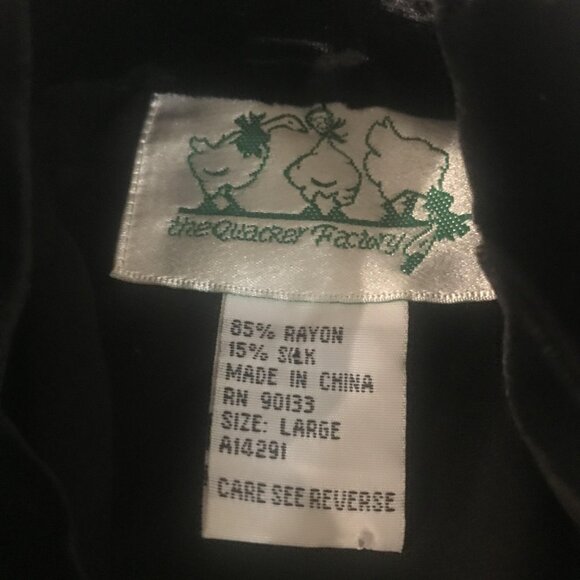 the Quacker Factory
85% RAYON
15% SILK
MADE IN CHINA
RN 90133
SIZE: LARGE
A14291
CARE SEE REVERSE